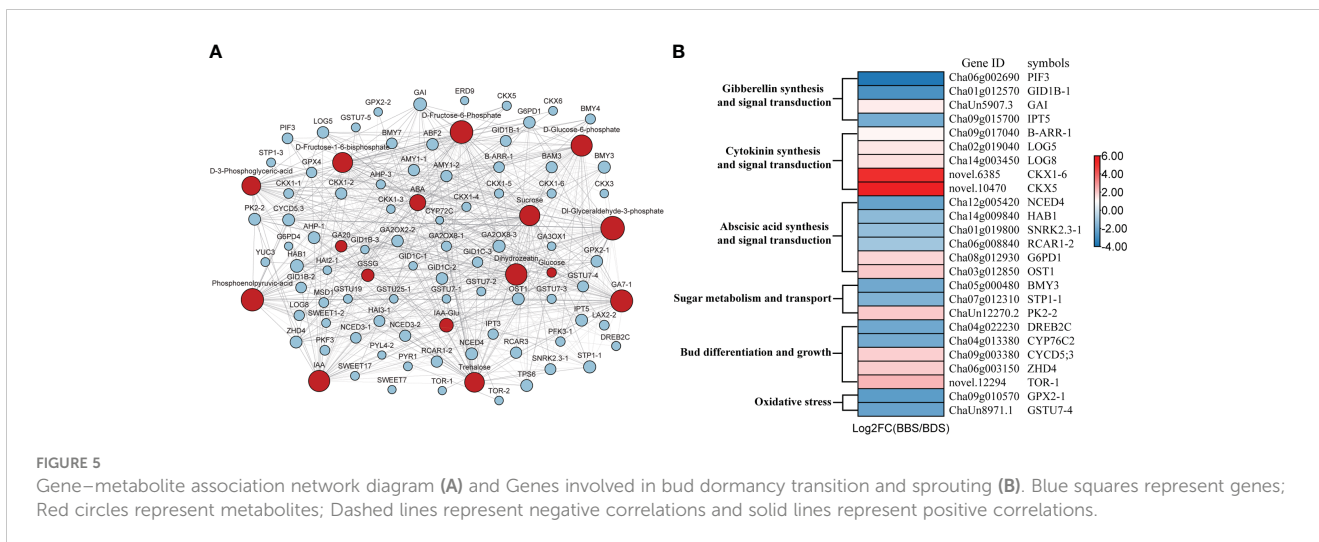 A
B
GAI
ERD9
CKX5
CKX6
GPX2-2
D-Fructose-6-Phosphate
G6PD1
BMY4
LOG5
GSTU7-5
D-Glucose-6-phosphate
PIF3
BMY7
ABF2
GID1B-1
D-Fructose-1-6-bisphosphate
STP1-3
GPX4
AMY1-1
AMY1-2
B-ARR-1
BAM3
BMY3
D-3-Phosphoglyceric-acid
AHP-3
CKX1-1
CKX1-2
ABA
CKX1-5
CKX1-6
CKX3
CKX1-3
CKX1-4
Sucrose
PK2-2
CYCD5;3
CYP72C
Dl-Glyceraldehyde-3-phosphate
AHP-1
GA20
GA2OX2-2
GA2OX8-1
GA2OX8-3
GA3OX1
G6PD4
GID1B-3
GPX2-1
YUC3
HAB1
HAI2-1
GSSG
GID1C-1
GID1C-2
GID1C-3
Dihydrozeatin
Glucose
GID1B-2
GSTU7-2
GSTU7-4
Phosphoenolpyruvic-acid
MSD1
GSTU19
GSTU25-1
GSTU7-1
OST1
GSTU7-3
GA7-1
LOG8
SWEET1-2
HAI3-1
IAA-Glu
IPT5
LAX2-2
ZHD4
NCED3-1
NCED3-2
IPT3
PFK3-1
DREB2C
PKF3
PYL4-2
PYR1
RCAR1-2
NCED4
RCAR3
SNRK2.3-1
STP1-1
IAA
SWEET17
SWEET7
TOR-1
Trehalose
TPS6
TOR-2
Gene ID symbols
Gibberellin synthesis
and signal transduction
Cha06g002690 PIF3
Cha01g012570 GID1B-1
ChaUn5907.3 GAI
Cha09g015700 IPT5
Cytokinin synthesis
and signal transduction
Cha09g017040 B-ARR-1
Cha02g019040 LOG5
Cha14g003450 LOG8
novel.6385 CKX1-6
novel.10470 CKX5
Abscisic acid synthesis
and signal transduction
Cha12g005420 NCED4
Cha14g009840 HAB1
Cha01g019800 SNRK2.3-1
Cha06g008840 RCAR1-2
Cha08g012930 G6PD1
Cha03g012850 OST1
Sugar metabolism and transport
Cha05g000480 BMY3
Cha07g012310 STP1-1
ChaUn12270.2 PK2-2
Bud differentiation and growth
Cha04g022230 DREB2C
Cha04g013380 CYP76C2
Cha09g003380 CYCD5;3
Cha06g003150 ZHD4
novel.12294 TOR-1
Oxidative stress
Cha09g010570 GPX2-1
ChaUn8971.1 GSTU7-4
Log2FC(BBS/BDS)
6.00
4.00
2.00
0.00
-2.00
-4.00
FIGURE 5
Gene–metabolite association network diagram (A) and Genes involved in bud dormancy transition and sprouting (B). Blue squares represent genes;
Red circles represent metabolites; Dashed lines represent negative correlations and solid lines represent positive correlations.